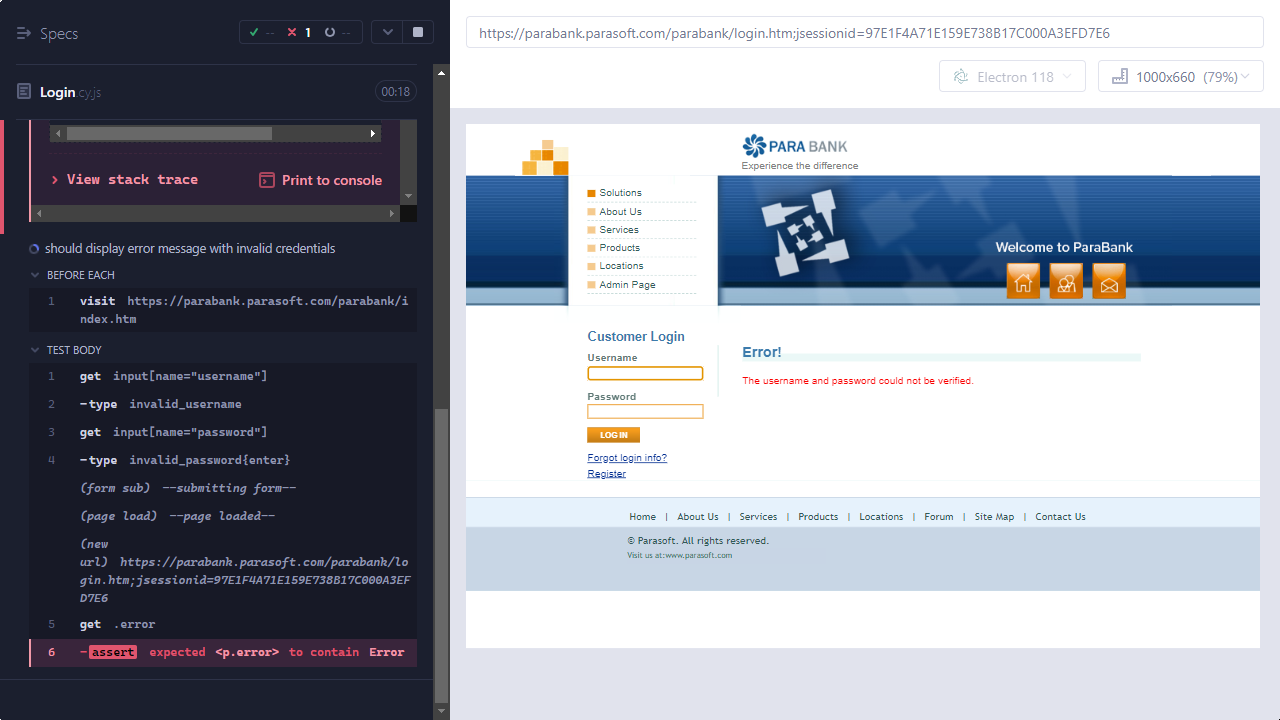 Specs
-- 1 --
Login.cy.js
00:18
View stack trace
Print to console
should display error message with invalid credentials
BEFORE EACH
1 visit https://parabank.parasoft.com/parabank/i
ndex.htm
TEST BODY
1 get input[name="username"]
2 -type invalid_username
3 get input[name="password"]
4 -type invalid_password{enter}
(form sub) --submitting form--
(page load) --page loaded--
(new
url) https://parabank.parasoft.com/parabank/lo
gin.htm;jsessionid=97E1F4A71E159E738B17C000A3EF
D7E6
5 get .error
6 -assert expected <p.error> to contain Error
https://parabank.parasoft.com/parabank/login.htm;jsessionid=97E1F4A71E159E738B17C000A3EFD7E6
Electron 118
1000x660 (79%)
PARA BANK
Experience the difference
Solutions
About Us
Services
Products
Locations
Admin Page
Welcome to ParaBank
Customer Login
Username
Password
LOG IN
Forgot login info?
Register
Error!
The username and password could not be verified.
Home | About Us | Services | Products | Locations | Forum | Site Map | Contact Us
© Parasoft. All rights reserved.
Visit us at:www.parasoft.com